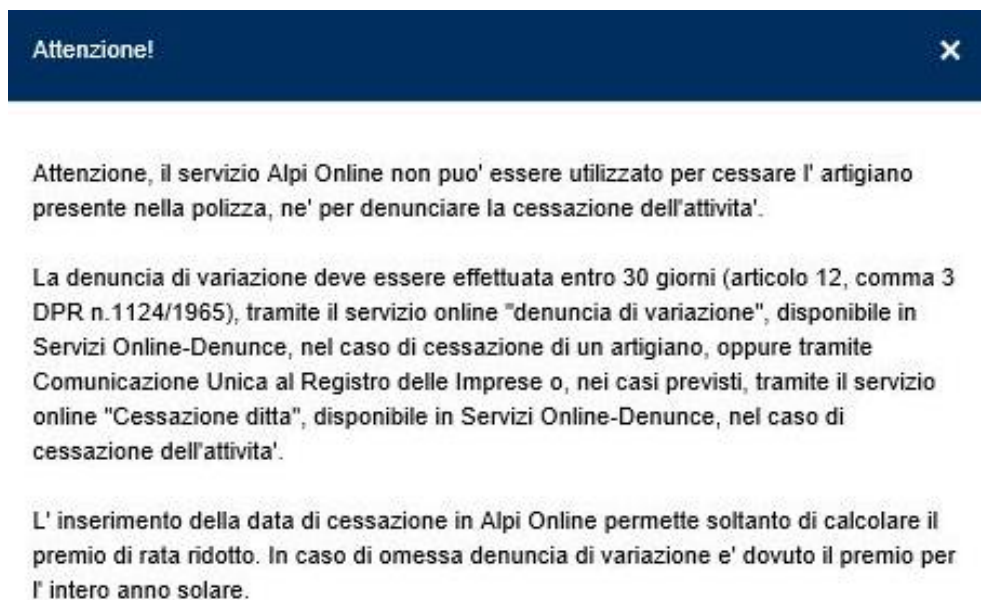 Attenzione!
Attenzione, il servizio Alpi Online non puo' essere utilizzato per cessare l' artigiano
presente nella polizza, ne' per denunciare la cessazione dell'attivita'.
La denuncia di variazione deve essere effettuata entro 30 giorni (articolo 12, comma 3
DPR n.1124/1965), tramite il servizio online "denuncia di variazione", disponibile in
Servizi Online-Denunce, nel caso di cessazione di un artigiano, oppure tramite
Comunicazione Unica al Registro delle Imprese o, nei casi previsti, tramite il servizio
online "Cessazione ditta", disponibile in Servizi Online-Denunce, nel caso di
cessazione dell'attivita'.
L' inserimento della data di cessazione in Alpi Online permette soltanto di calcolare il
premio di rata ridotto. In caso di omessa denuncia di variazione e' dovuto il premio per
l' intero anno solare.